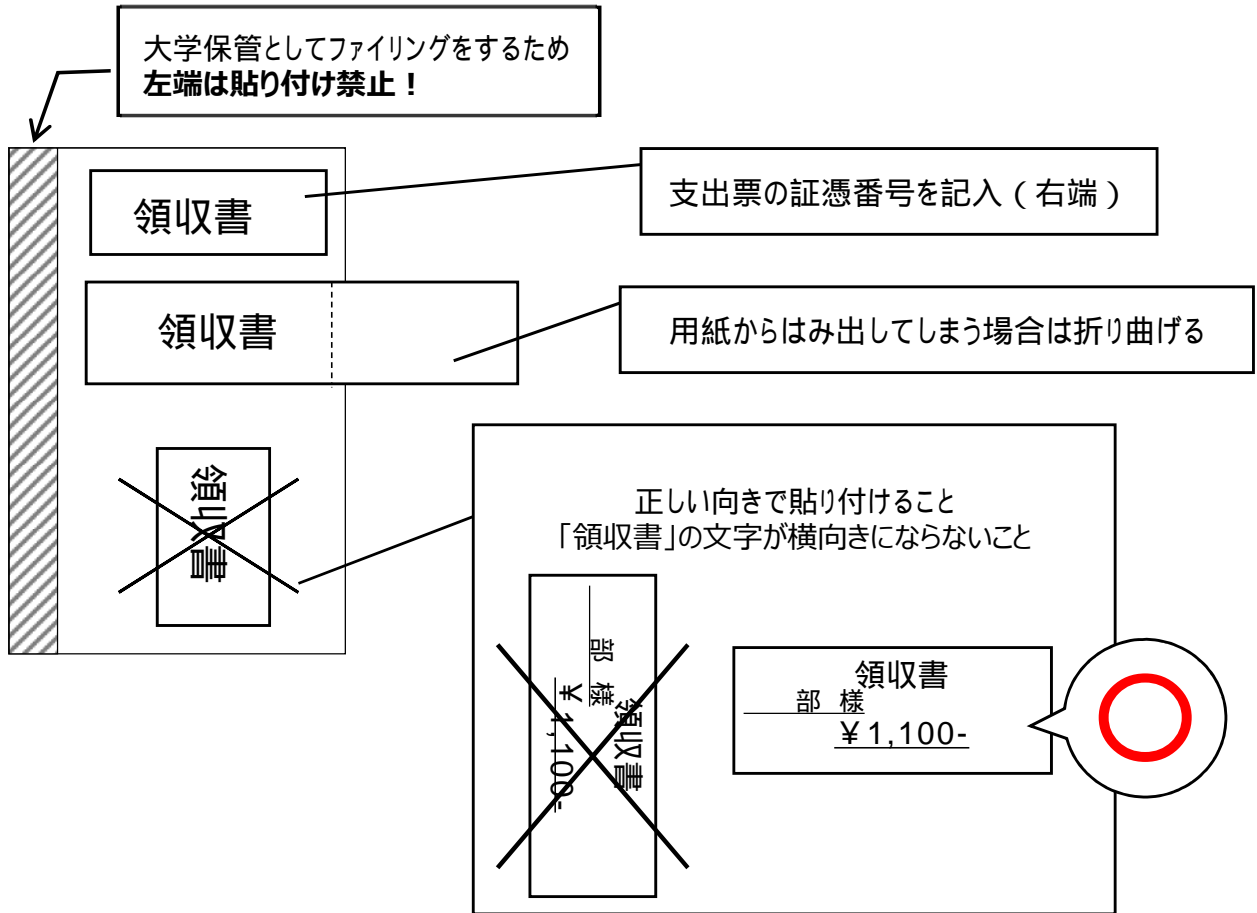 大学保管としてファイリングをするため
左端は貼り付け禁止！
領収書
支出票の証憑番号を記入（右端）
領収書
用紙からはみ出してしまう場合は折り曲げる
領収書
正しい向きで貼り付けること
「領収書」の文字が横向きにならないこと
領収書
部 様
￥1,100-
領収書
部 様
￥1,100-